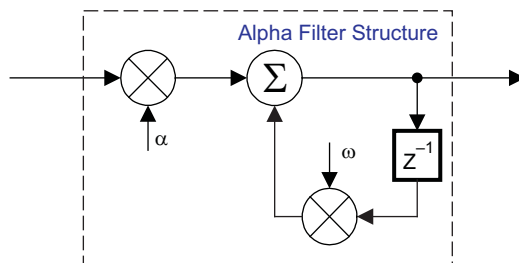 Alpha Filter Structure
Σ
α
ω
z⁻¹